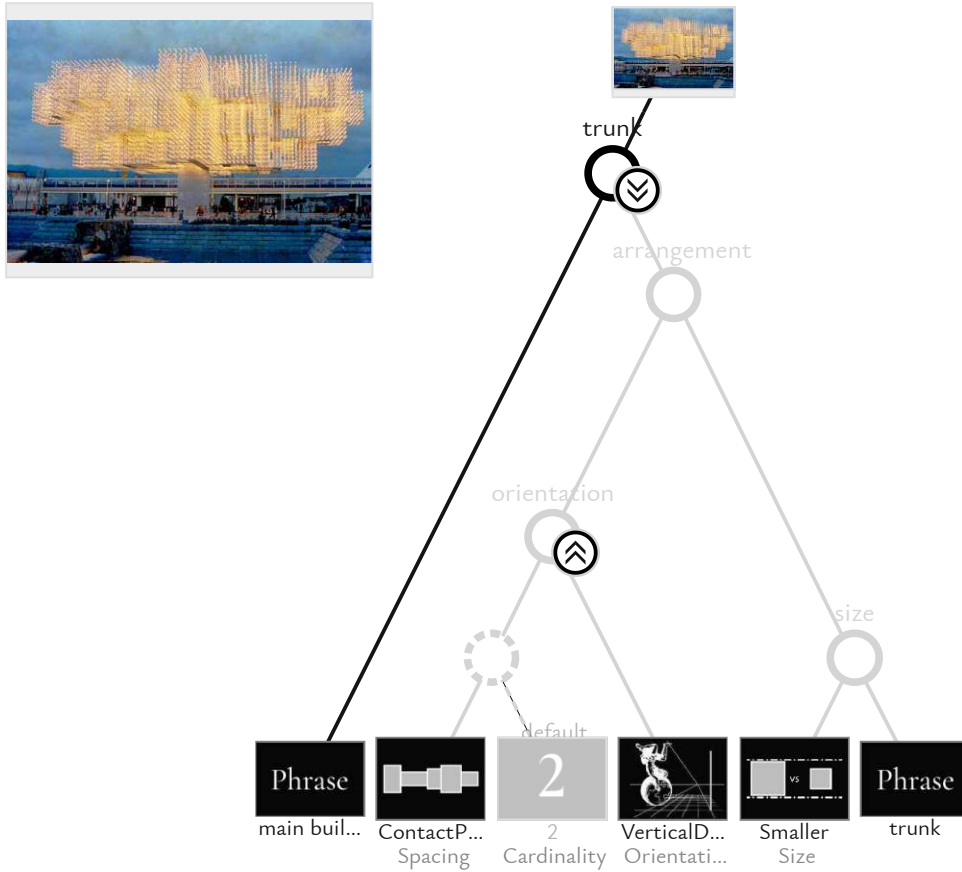 trunk
arrangement
orientation
size
default
Phrase
2
vs
Phrase
main buil...
ContactP...
2
VerticalD...
Smaller
trunk
Spacing
Cardinality
Orientati...
Size